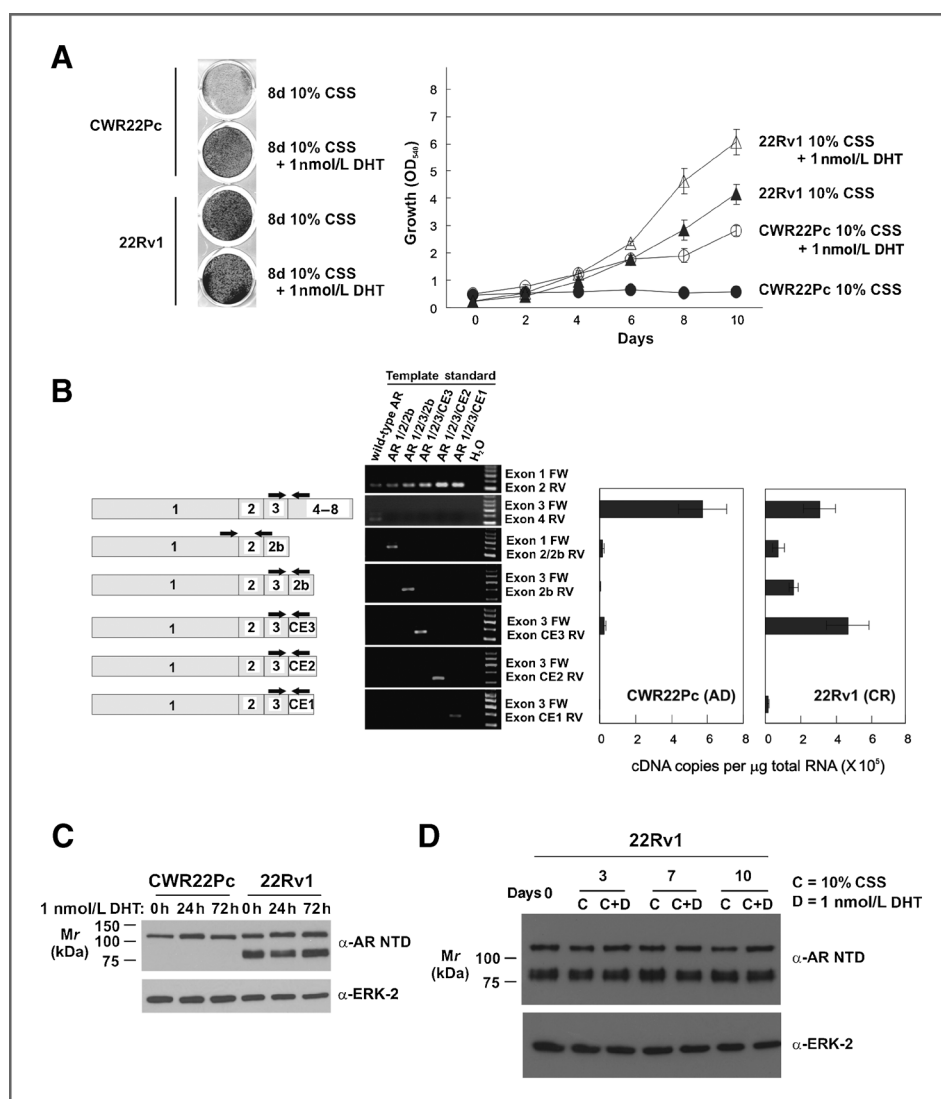 A
CWR22Pc
22Rv1
8d 10% CSS
8d 10% CSS
+ 1nmol/L DHT
8d 10% CSS
8d 10% CSS
+ 1nmol/L DHT
Growth (OD540)
8
7
6
5
4
3
2
1
0
0 2 4 6 8 10
Days
22Rv1 10% CSS
+ 1nmol/L DHT
22Rv1 10% CSS
CWR22Pc 10% CSS
+ 1nmol/L DHT
CWR22Pc 10% CSS
B
Template standard
wild-type AR
AR 1/2/2b
AR 1/2/3/2b
AR 1/2/3/CE3
AR 1/2/3/CE2
AR 1/2/3/CE1
H2O
1 2 3 4–8
1 2 2b
1 2 3 2b
1 2 3 CE3
1 2 3 CE2
1 2 3 CE1
Exon 1 FW
Exon 2 RV
Exon 3 FW
Exon 4 RV
Exon 1 FW
Exon 2/2b RV
Exon 3 FW
Exon 2b RV
Exon 3 FW
Exon CE3 RV
Exon 3 FW
Exon CE2 RV
Exon 3 FW
Exon CE1 RV
CWR22Pc (AD)
22Rv1 (CR)
0 2 4 6 8
0 2 4 6 8
cDNA copies per μg total RNA (X 10⁵)
C
CWR22Pc 22Rv1
1 nmol/L DHT: 0h 24h 72h 0h 24h 72h
Mr
(kDa)
150
100
75
α-AR NTD
α-ERK-2
D
22Rv1
Days 0 3 7 10
C C+D C C+D C C+D
C = 10% CSS
D = 1 nmol/L DHT
Mr
(kDa)
100
75
α-AR NTD
α-ERK-2